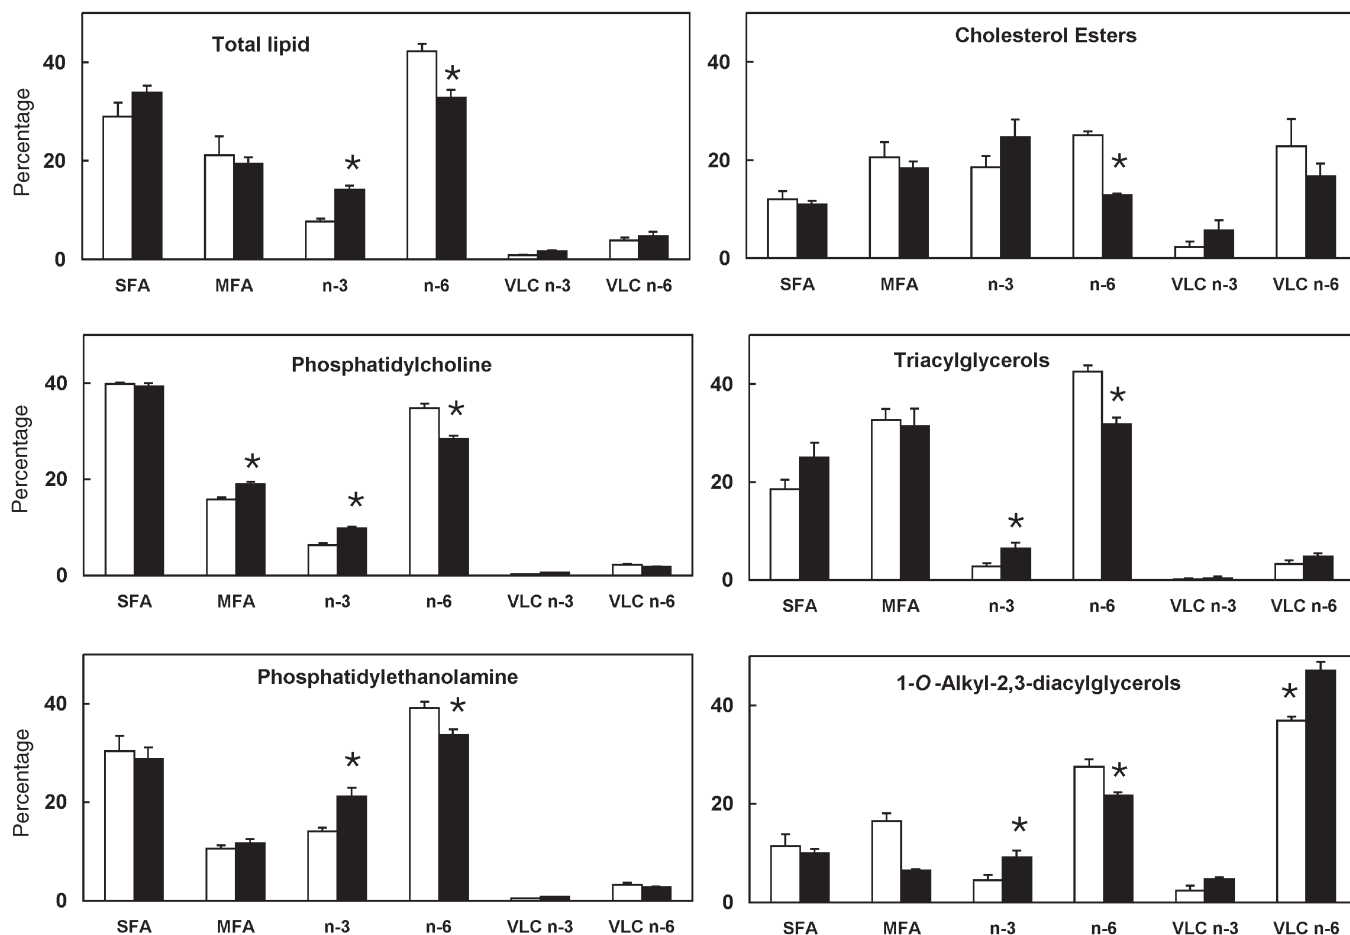 Total lipid
Percentage
40
20
0
*
*
SFA MFA n-3 n-6 VLC n-3 VLC n-6
Cholesterol Esters
40
20
0
*
SFA MFA n-3 n-6 VLC n-3 VLC n-6
Phosphatidylcholine
Percentage
40
20
0
*
*
*
SFA MFA n-3 n-6 VLC n-3 VLC n-6
Triacylglycerols
40
20
0
*
*
SFA MFA n-3 n-6 VLC n-3 VLC n-6
Phosphatidylethanolamine
Percentage
40
20
0
*
*
SFA MFA n-3 n-6 VLC n-3 VLC n-6
1-O-Alkyl-2,3-diacylglycerols
40
20
0
*
*
*
SFA MFA n-3 n-6 VLC n-3 VLC n-6